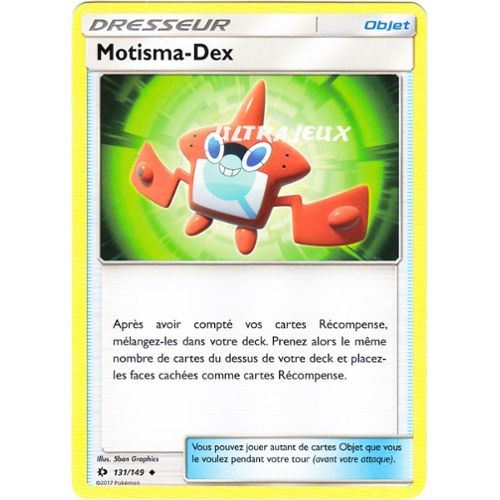 DRESSEUR
Objet
Motisma-Dex
ULTRAJEUX
Après avoir compté vos cartes Récompense,
mélangez-les dans votre deck. Prenez alors le même
nombre de cartes du dessus de votre deck et placez-
les faces cachées comme cartes Récompense.
Illus. 5ban Graphics
131/149 ◆
©2017 Pokémon
Vous pouvez jouer autant de cartes Objet que vous
le voulez pendant votre tour (avant votre attaque).